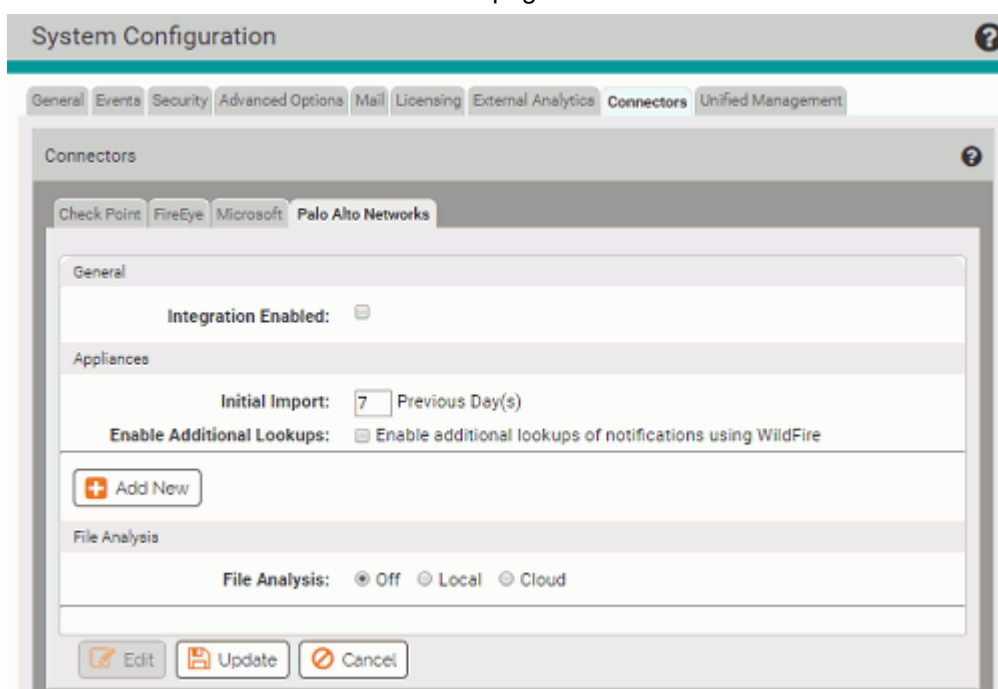 System Configuration
General Events Security Advanced Options Mail Licensing External Analytics Connectors Unified Management
Connectors
Check Point FireEye Microsoft Palo Alto Networks
General
Integration Enabled:
Appliances
Initial Import: 7 Previous Day(s)
Enable Additional Lookups: Enable additional lookups of notifications using WildFire
Add New
File Analysis
File Analysis: Off Local Cloud
Edit Update Cancel